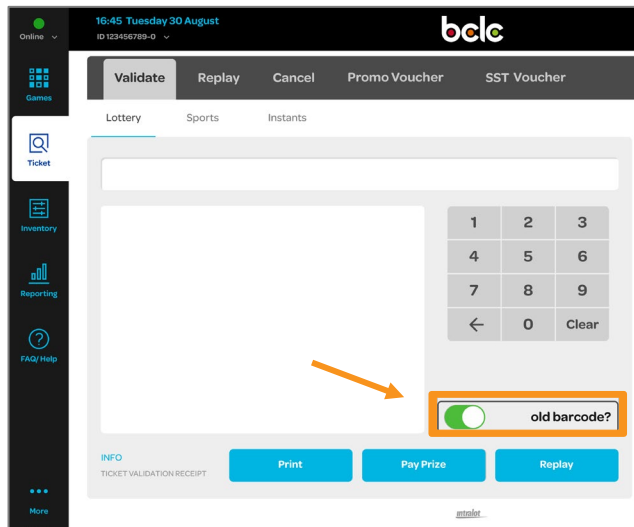 Online
16:45 Tuesday 30 August
ID 123456789-0
bclc
Games
Ticket
Inventory
Reporting
FAQ/Help
More
Validate Replay Cancel Promo Voucher SST Voucher
Lottery Sports Instants
1 2 3
4 5 6
7 8 9
← 0 Clear
old barcode?
INFO
TICKET VALIDATION RECEIPT
Print Pay Prize Replay
intralot